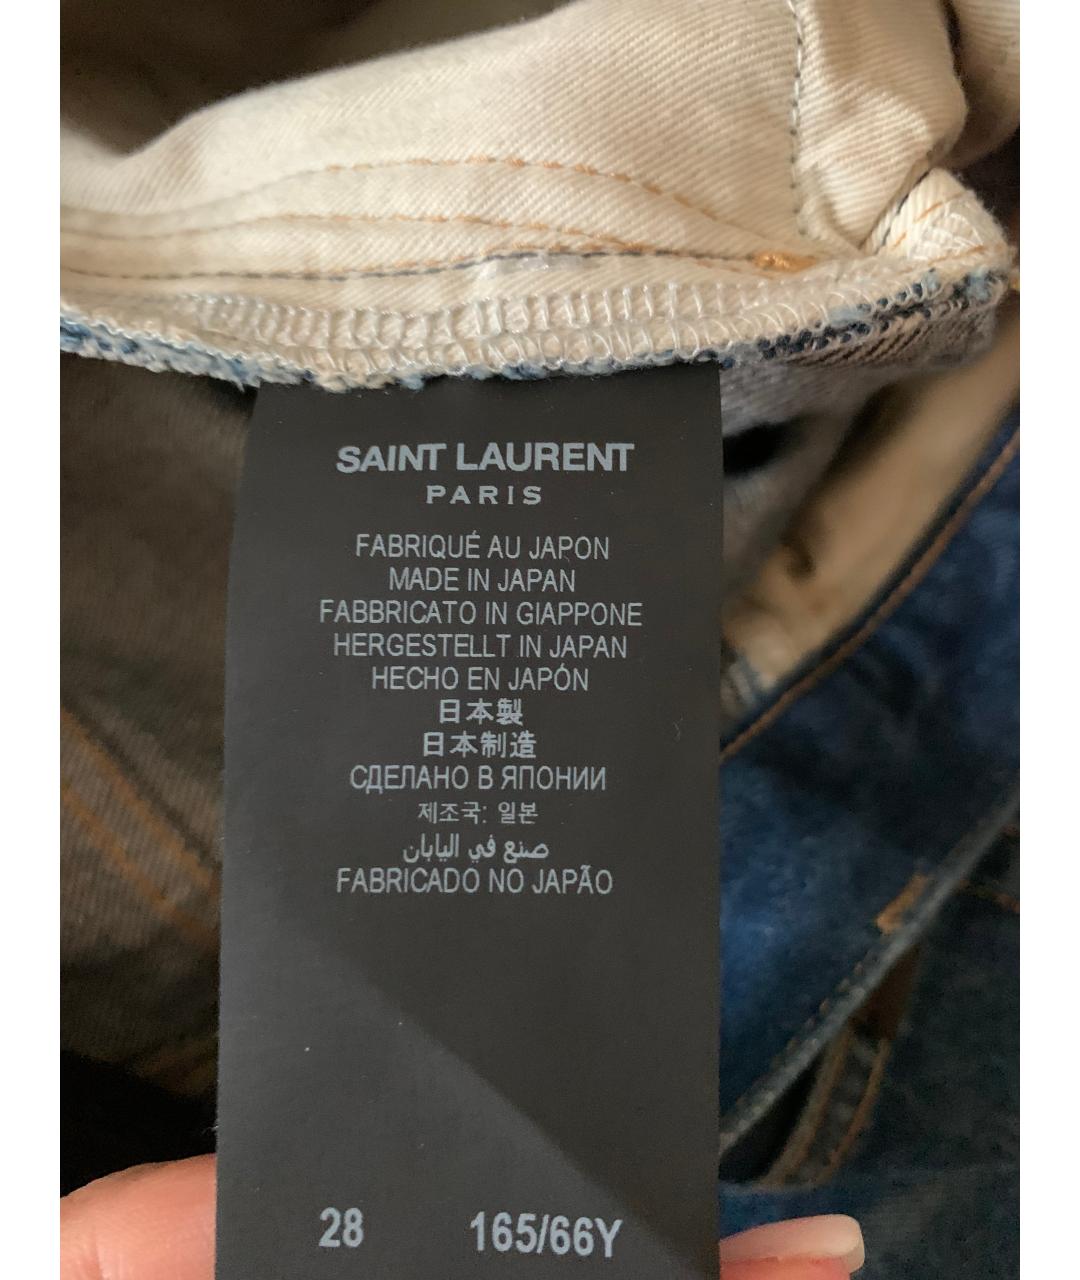 SAINT LAURENT
PARIS
FABRIQUÉ AU JAPON
MADE IN JAPAN
FABBRICATO IN GIAPPONE
HERGESTELLT IN JAPAN
HECHO EN JAPÓN
日本製
日本制造
СДЕЛАНО В ЯПОНИИ
제조국: 일본
صنع في اليابان
FABRICADO NO JAPÃO
28 165/66Y